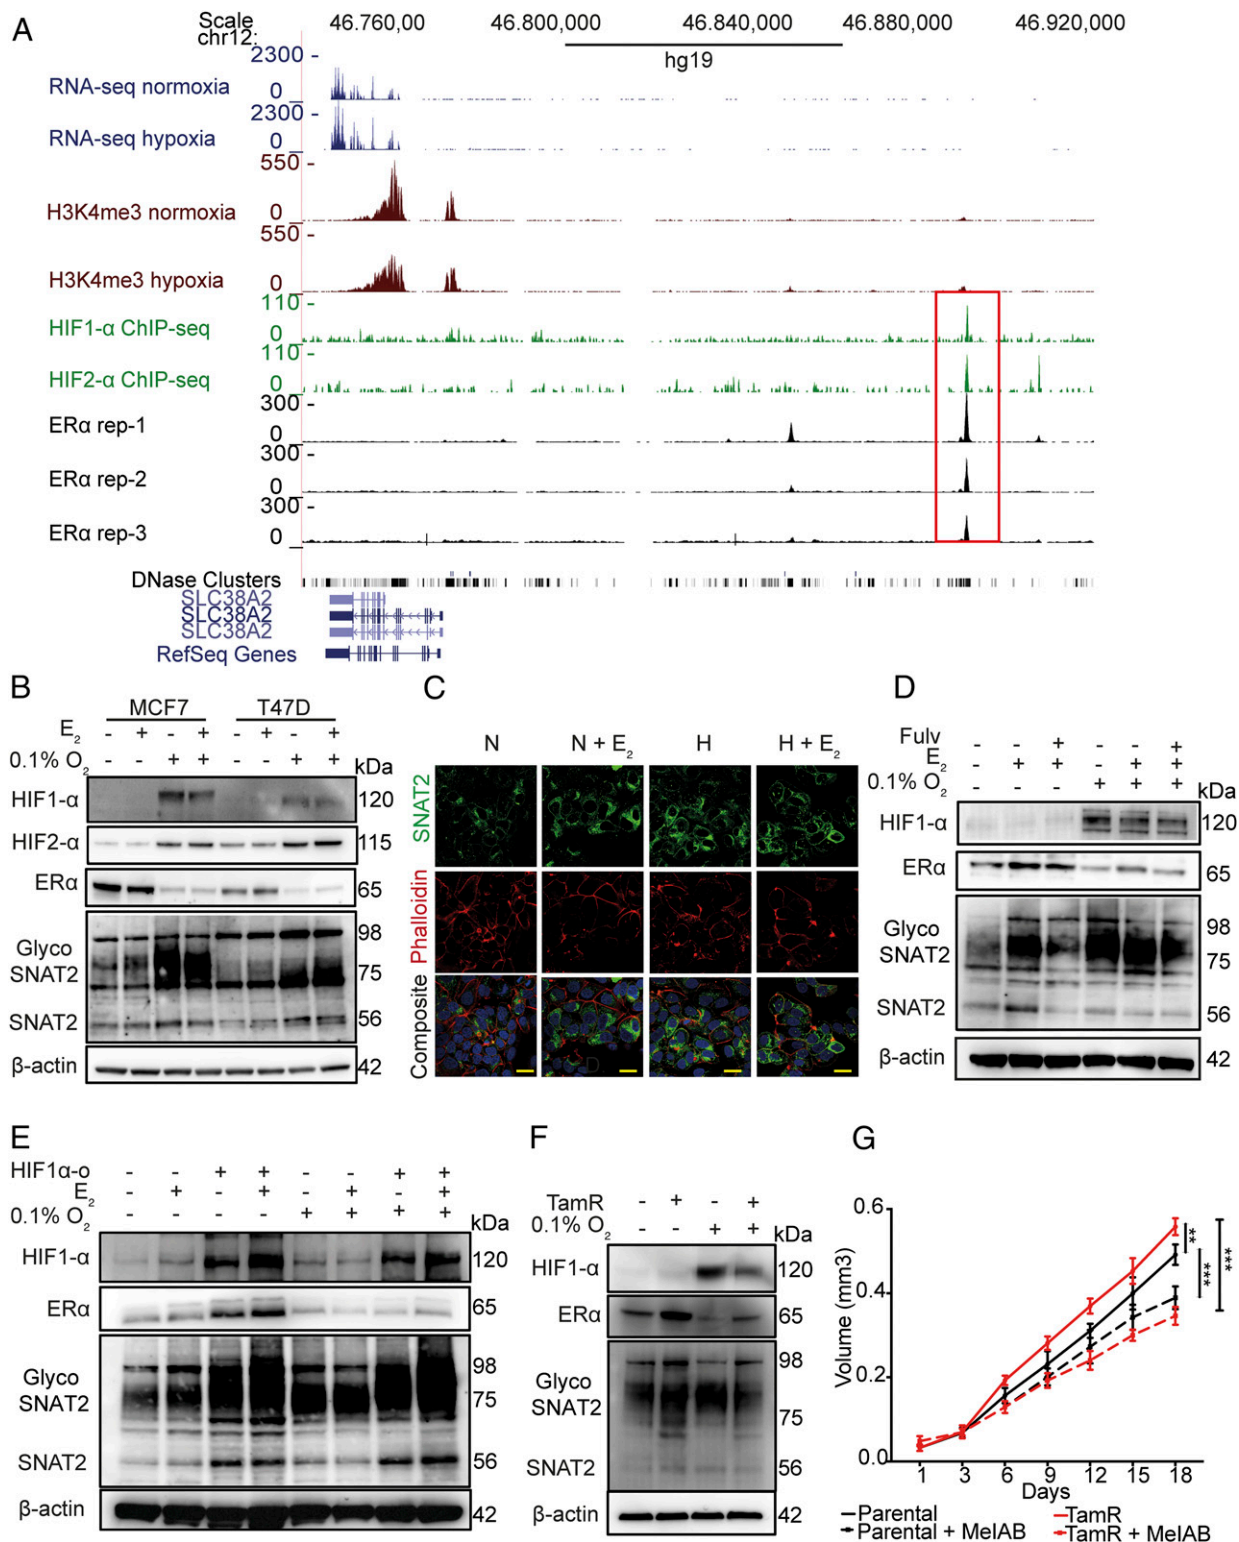 A
Scale
chr12:
46.760,00
46.800,000
46.840,000
46.880,000
46.920,000
hg19
2300 -
RNA-seq normoxia
0
2300 -
RNA-seq hypoxia
0
550 -
H3K4me3 normoxia
0
550 -
H3K4me3 hypoxia
0
110 -
HIF1-α ChIP-seq
0
110 -
HIF2-α ChIP-seq
0
300 -
ERα rep-1
0
300 -
ERα rep-2
0
300 -
ERα rep-3
0
DNase Clusters
SLC38A2
SLC38A2
SLC38A2
RefSeq Genes
B
MCF7 T47D
E2 - + - + - + - +
0.1% O2 - - + + - - + +
kDa
HIF1-α 120
HIF2-α 115
ERα 65
98
Glyco
SNAT2
75
SNAT2 56
β-actin 42
C
N N + E2 H H + E2
SNAT2
Phalloidin
Composite
D
Fulv - - + - - +
E2 - + + - + +
0.1% O2 - - - + + +
kDa
HIF1-α 120
ERα 65
98
Glyco
SNAT2
75
SNAT2 56
β-actin 42
E
HIF1α-o - - + + - - + +
E2 - + - + - + - +
0.1% O2 - - - - + + + +
kDa
HIF1-α 120
ERα 65
98
Glyco
SNAT2
75
SNAT2 56
β-actin 42
F
TamR - + - +
0.1% O2 - - + +
kDa
HIF1-α 120
ERα 65
98
Glyco
SNAT2
75
SNAT2 56
β-actin 42
G
Volume (mm3)
0.6
0.4
0.2
0.0
1 3 6 9 12 15 18
Days
** *** ***
Parental
TamR
Parental + MelAB
TamR + MelAB